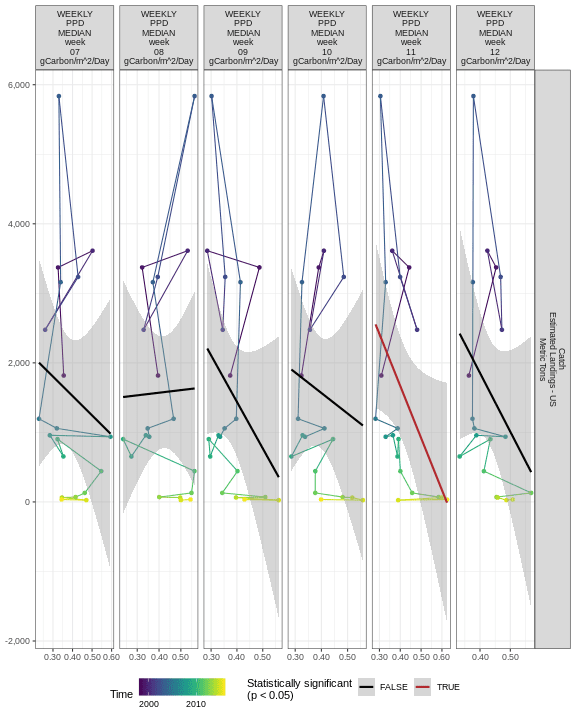 WEEKLY
PPD
MEDIAN
week
07
gCarbon/m^2/Day
WEEKLY
PPD
MEDIAN
week
08
gCarbon/m^2/Day
WEEKLY
PPD
MEDIAN
week
09
gCarbon/m^2/Day
WEEKLY
PPD
MEDIAN
week
10
gCarbon/m^2/Day
WEEKLY
PPD
MEDIAN
week
11
gCarbon/m^2/Day
WEEKLY
PPD
MEDIAN
week
12
gCarbon/m^2/Day
6,000
4,000
2,000
0
-2,000
Catch
Estimated Landings - US
Metric Tons
0.30 0.40 0.50 0.60
0.30 0.40 0.50
0.30 0.40 0.50
0.30 0.40 0.50
0.30 0.40 0.50 0.60
0.40 0.50
Time
2000 2010
Statistically significant
(p < 0.05)
FALSE
TRUE